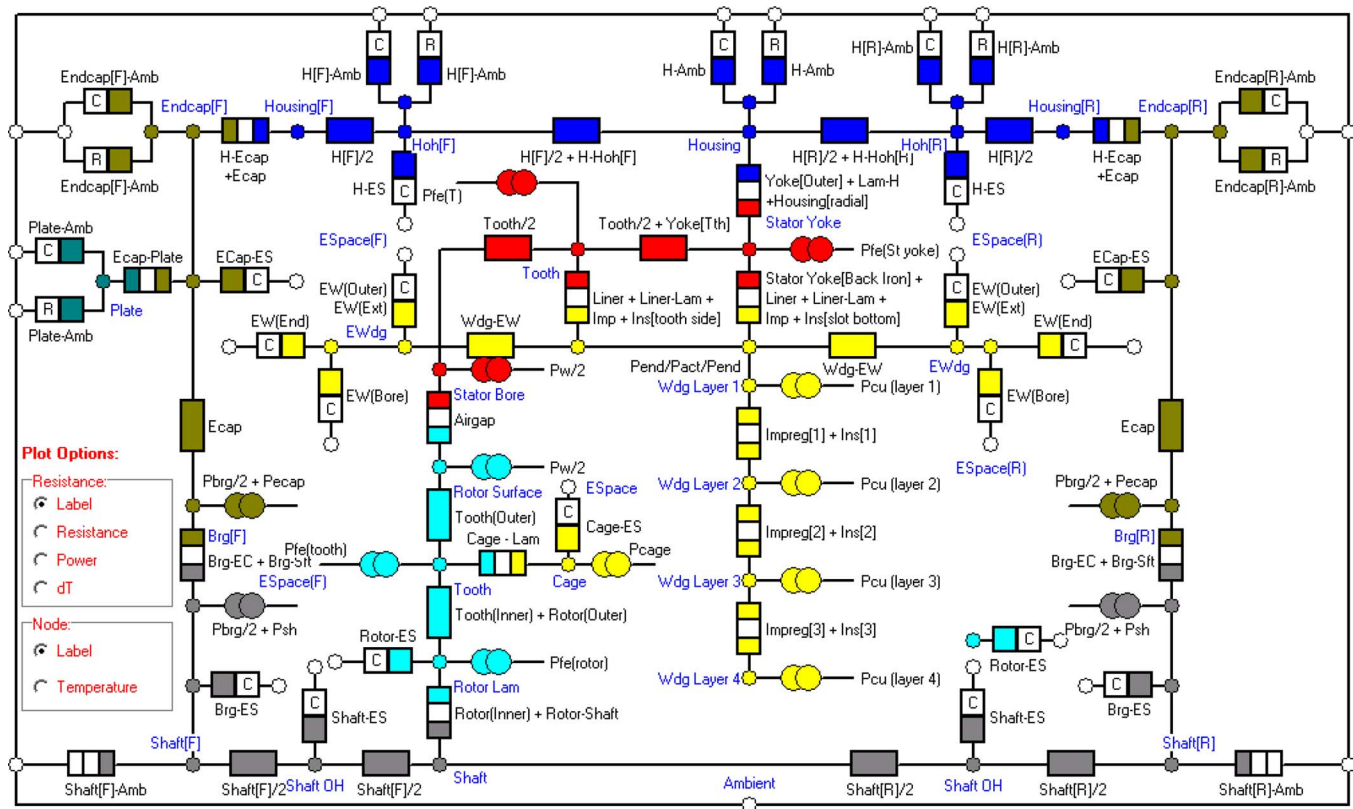 C
R
C
R
C
R
H[F]-Amb
H[F]-Amb
H-Amb
H-Amb
H[R]-Amb
H[R]-Amb
Endcap[F]-Amb
Endcap[R]-Amb
C
Endcap[F]
Housing[F]
Housing[R]
Endcap[R]
C
R
H-Ecap
+Ecap
H[F]/2
Hoh[F]
H[F]/2 + H-Hoh[F]
Housing
H[R]/2 + H-Hoh[R]
Hoh[R]
H[R]/2
H-Ecap
+Ecap
R
Endcap[F]-Amb
Endcap[R]-Amb
H-ES
C
Pfe(T)
Yoke[Outer] + Lam-H
+Housing[radial]
H-ES
C
Plate-Amb
ESpace(F)
Tooth/2
Tooth/2 + Yoke[Tth]
Stator Yoke
Pfe(St yoke)
ESpace(R)
C
Ecap-Plate
ECap-ES
C
Tooth
ECap-ES
C
R
Plate
Plate-Amb
EW(Outer)
EW(Ext)
C
Liner + Liner-Lam +
Imp + Ins[tooth side]
Stator Yoke[Back Iron] +
Liner + Liner-Lam +
Imp + Ins[slot bottom]
C
EW(Outer)
EW(Ext)
EW(End)
C
EWdg
Wdg-EW
EW(End)
C
Pend/Pact/Pend
Wdg-EW
EWdg
C
EW(Bore)
Pw/2
Stator Bore
Wdg Layer 1
Pcu (layer 1)
C
EW(Bore)
Ecap
Airgap
Impreg[1] + Ins[1]
Ecap
Plot Options:
Resistance:
Label
Resistance
Power
dT
Pbrg/2 + Pecap
Pw/2
Rotor Surface
ESpace
Wdg Layer 2
Pcu (layer 2)
ESpace(R)
Pbrg/2 + Pecap
Tooth(Outer)
C
Cage-ES
Brg[F]
Brg-EC + Brg-Sft
Cage - Lam
Impreg[2] + Ins[2]
Brg[R]
Brg-EC + Brg-Sft
Pfe(tooth)
Pcage
ESpace(F)
Tooth
Cage
Wdg Layer 3
Pcu (layer 3)
Pbrg/2 + Psh
Tooth(Inner) + Rotor(Outer)
Impreg[3] + Ins[3]
Pbrg/2 + Psh
Node:
Label
Temperature
Rotor-ES
C
Pfe(rotor)
C
Rotor-ES
Rotor Lam
Wdg Layer 4
Pcu (layer 4)
C
Brg-ES
C
Shaft-ES
Rotor(Inner) + Rotor-Shaft
C
Shaft-ES
C
Brg-ES
Shaft[F]
Shaft[R]
Shaft[F]-Amb
Shaft[F]/2
Shaft OH
Shaft[F]/2
Shaft
Ambient
Shaft[R]/2
Shaft OH
Shaft[R]/2
Shaft[R]-Amb